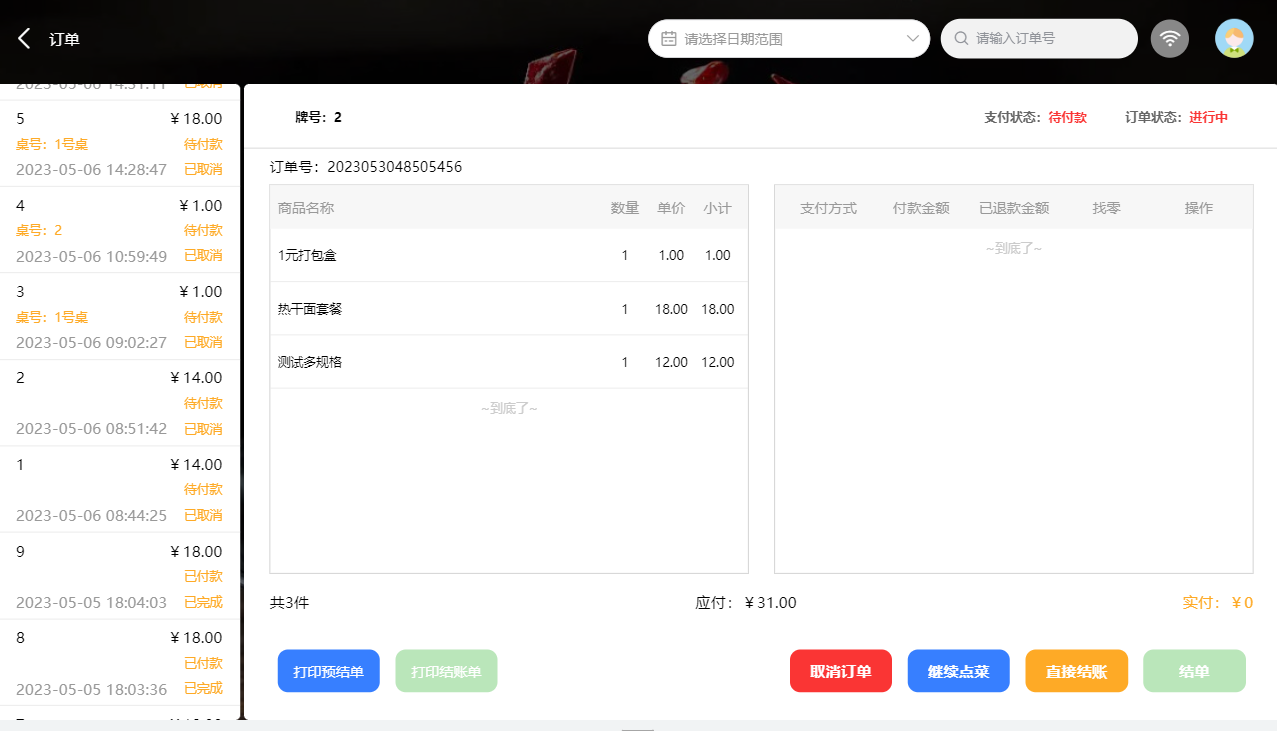 订单
请选择日期范围
请输入订单号
2023-05-06 14:31:11 已取消
5 ¥ 18.00
桌号：1号桌 待付款
2023-05-06 14:28:47 已取消
4 ¥ 1.00
桌号：2 待付款
2023-05-06 10:59:49 已取消
3 ¥ 1.00
桌号：1号桌 待付款
2023-05-06 09:02:27 已取消
2 ¥ 14.00
待付款
2023-05-06 08:51:42 已取消
1 ¥ 14.00
待付款
2023-05-06 08:44:25 已取消
9 ¥ 18.00
已付款
2023-05-05 18:04:03 已完成
8 ¥ 18.00
已付款
2023-05-05 18:03:36 已完成
牌号：2 支付状态：待付款 订单状态：进行中
订单号：2023053048505456
商品名称 数量 单价 小计
1元打包盒 1 1.00 1.00
热干面套餐 1 18.00 18.00
测试多规格 1 12.00 12.00
~到底了~
支付方式 付款金额 已退款金额 找零 操作
~到底了~
共3件 应付：¥ 31.00 实付：¥ 0
打印预结单 打印结账单 取消订单 继续点菜 直接结账 结单